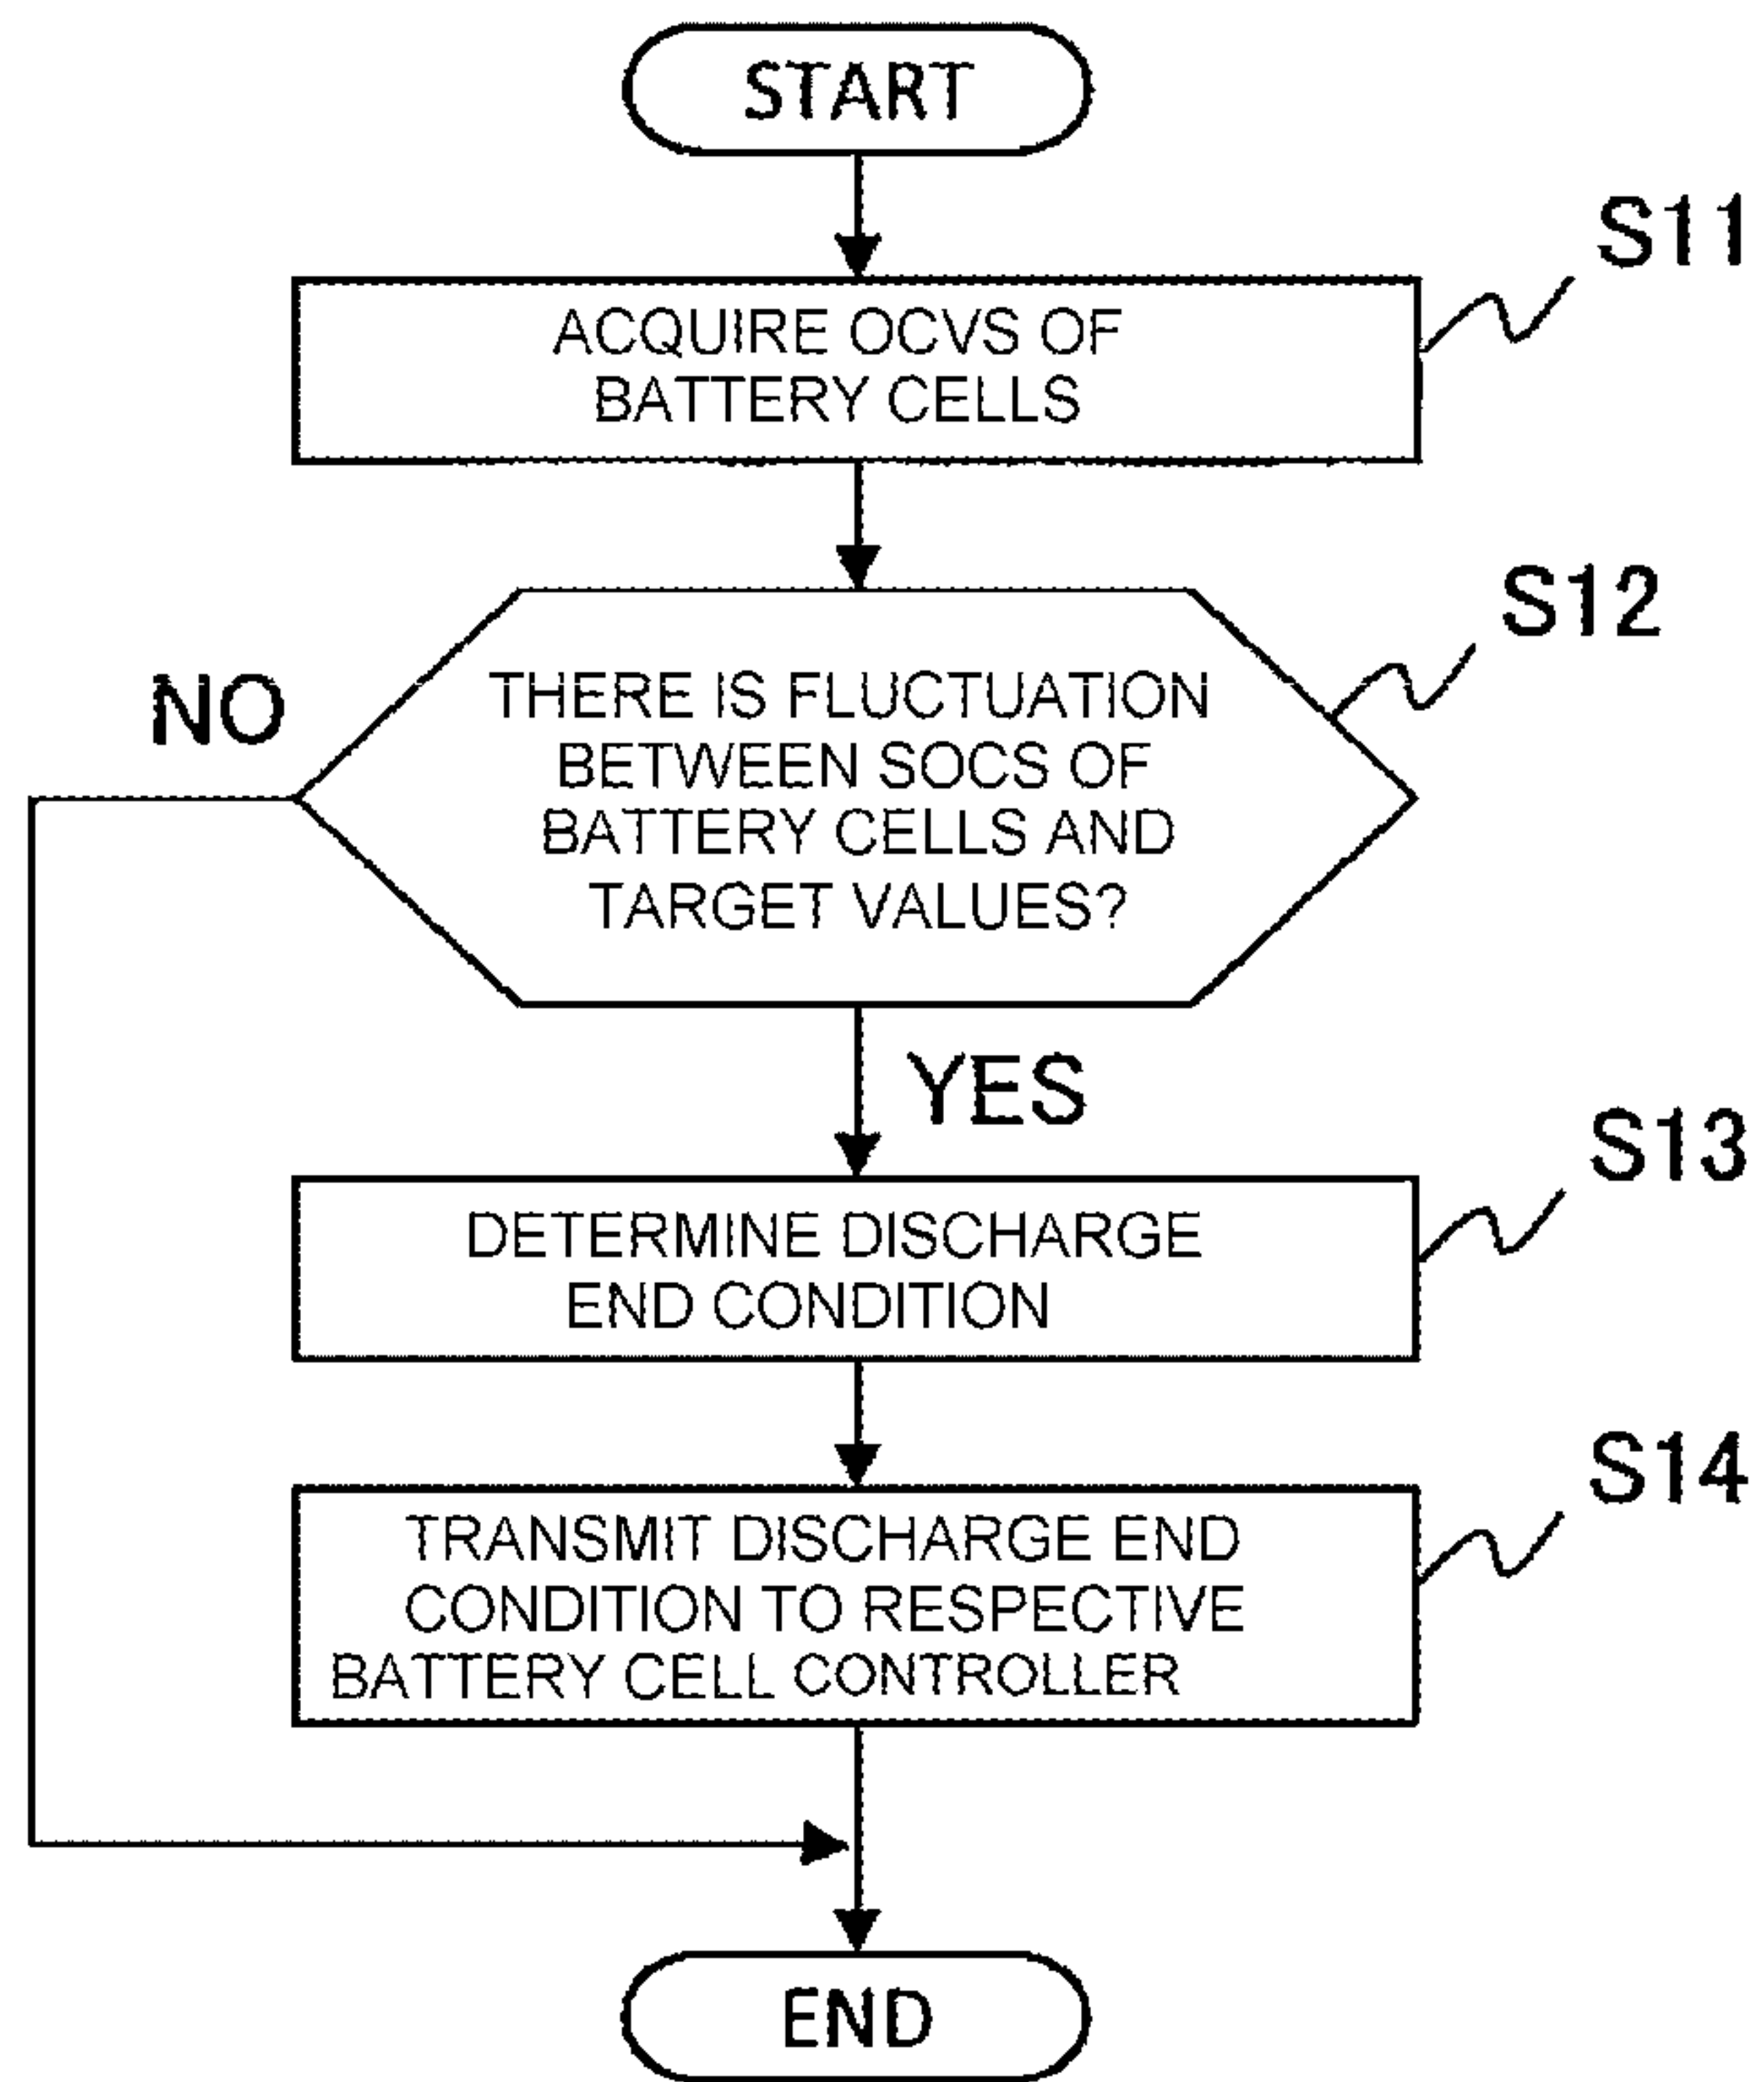 START
S11
ACQUIRE OCVS OF
BATTERY CELLS
S12
NO
THERE IS FLUCTUATION
BETWEEN SOCS OF
BATTERY CELLS AND
TARGET VALUES?
YES
S13
DETERMINE DISCHARGE
END CONDITION
S14
TRANSMIT DISCHARGE END
CONDITION TO RESPECTIVE
BATTERY CELL CONTROLLER
END